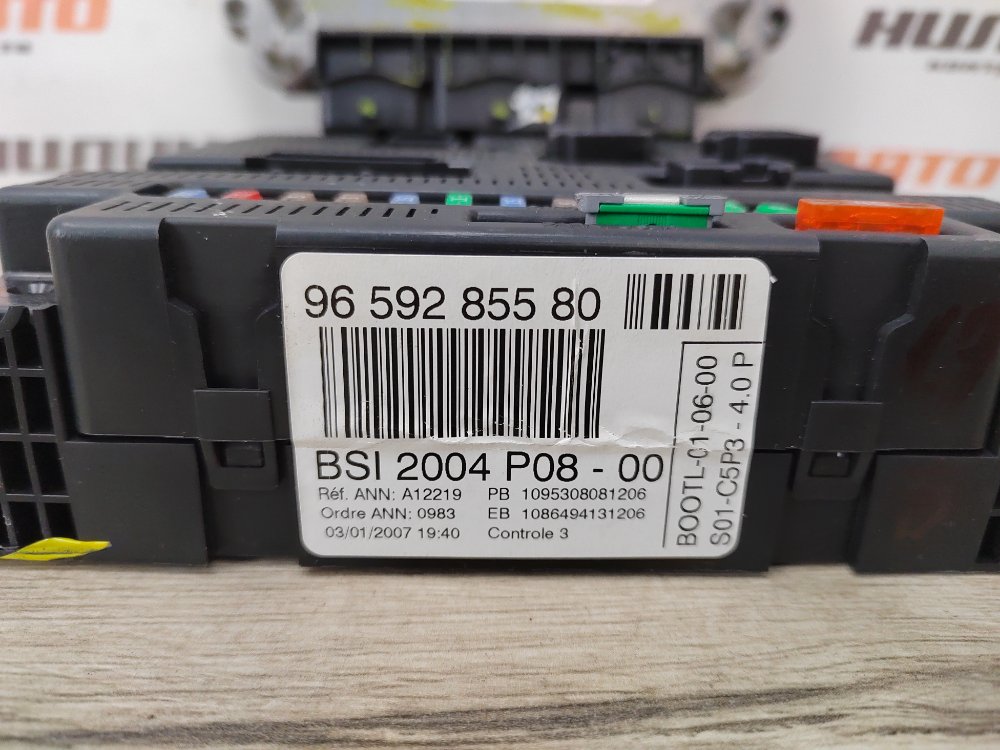 96 592 855 80
BSI 2004 P08 - 00
Réf. ANN: A12219 PB 1095308081206
Ordre ANN: 0983 EB 1086494131206
03/01/2007 19:40 Controle 3
BOOTL-01-06-00
S01-C5P3 - 4.0 P